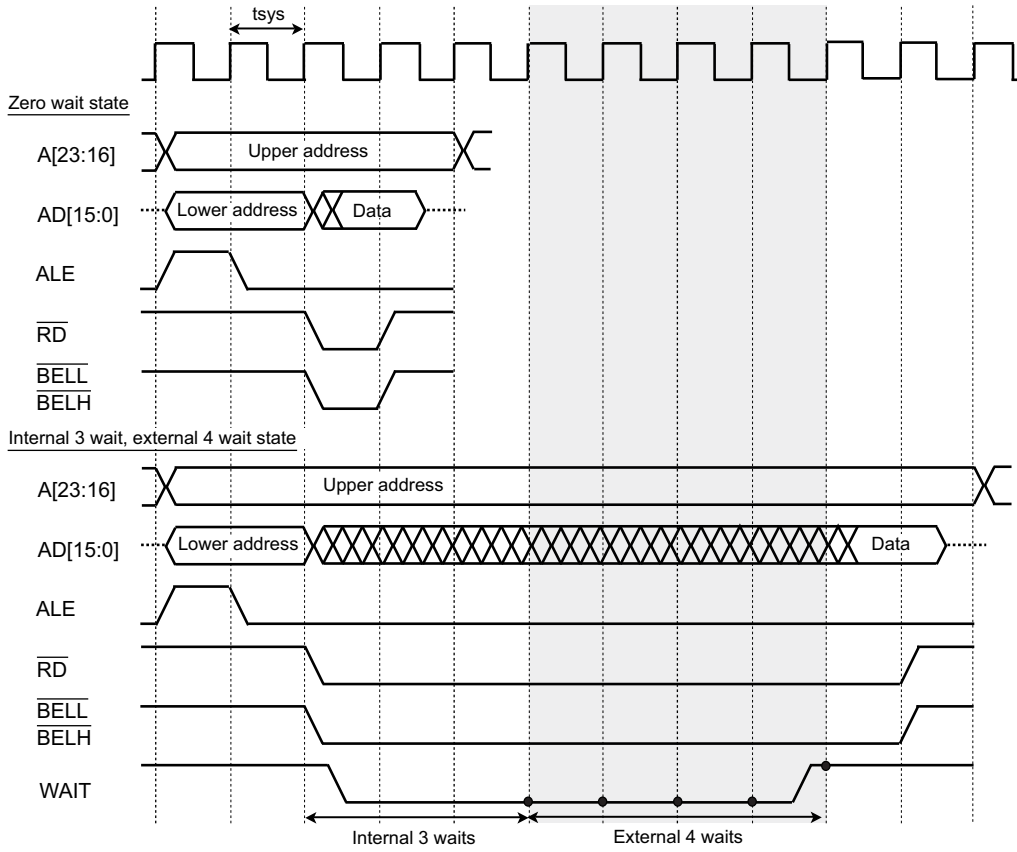 tsys
Zero wait state
A[23:16]
Upper address
AD[15:0]
Lower address
Data
ALE
RD
BELL
BELH
Internal 3 wait, external 4 wait state
A[23:16]
Upper address
AD[15:0]
Lower address
Data
ALE
RD
BELL
BELH
WAIT
Internal 3 waits
External 4 waits